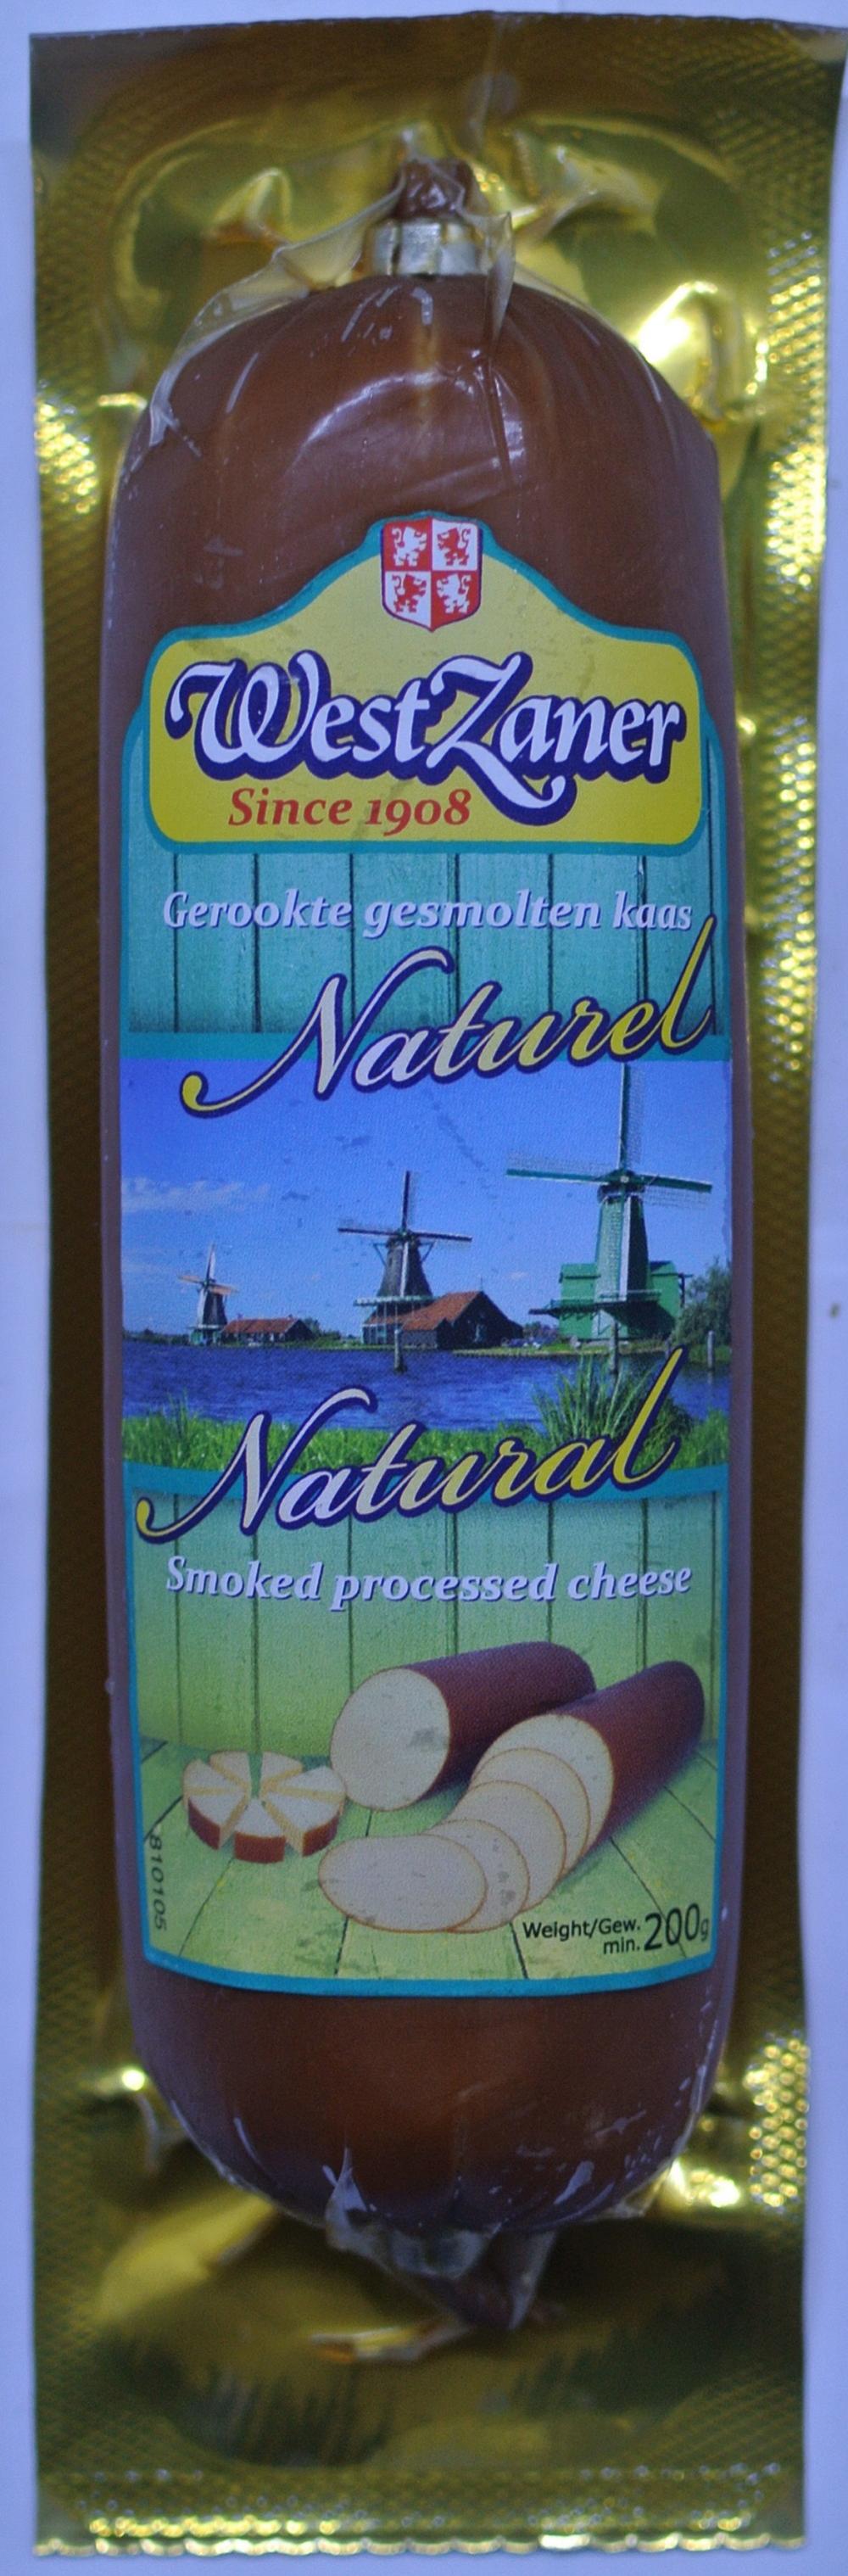 WestZaner
Since 1908
Gerookte gesmolten kaas
Naturel
Natural
Smoked processed cheese
810105
Weight/Gew.
min. 200g